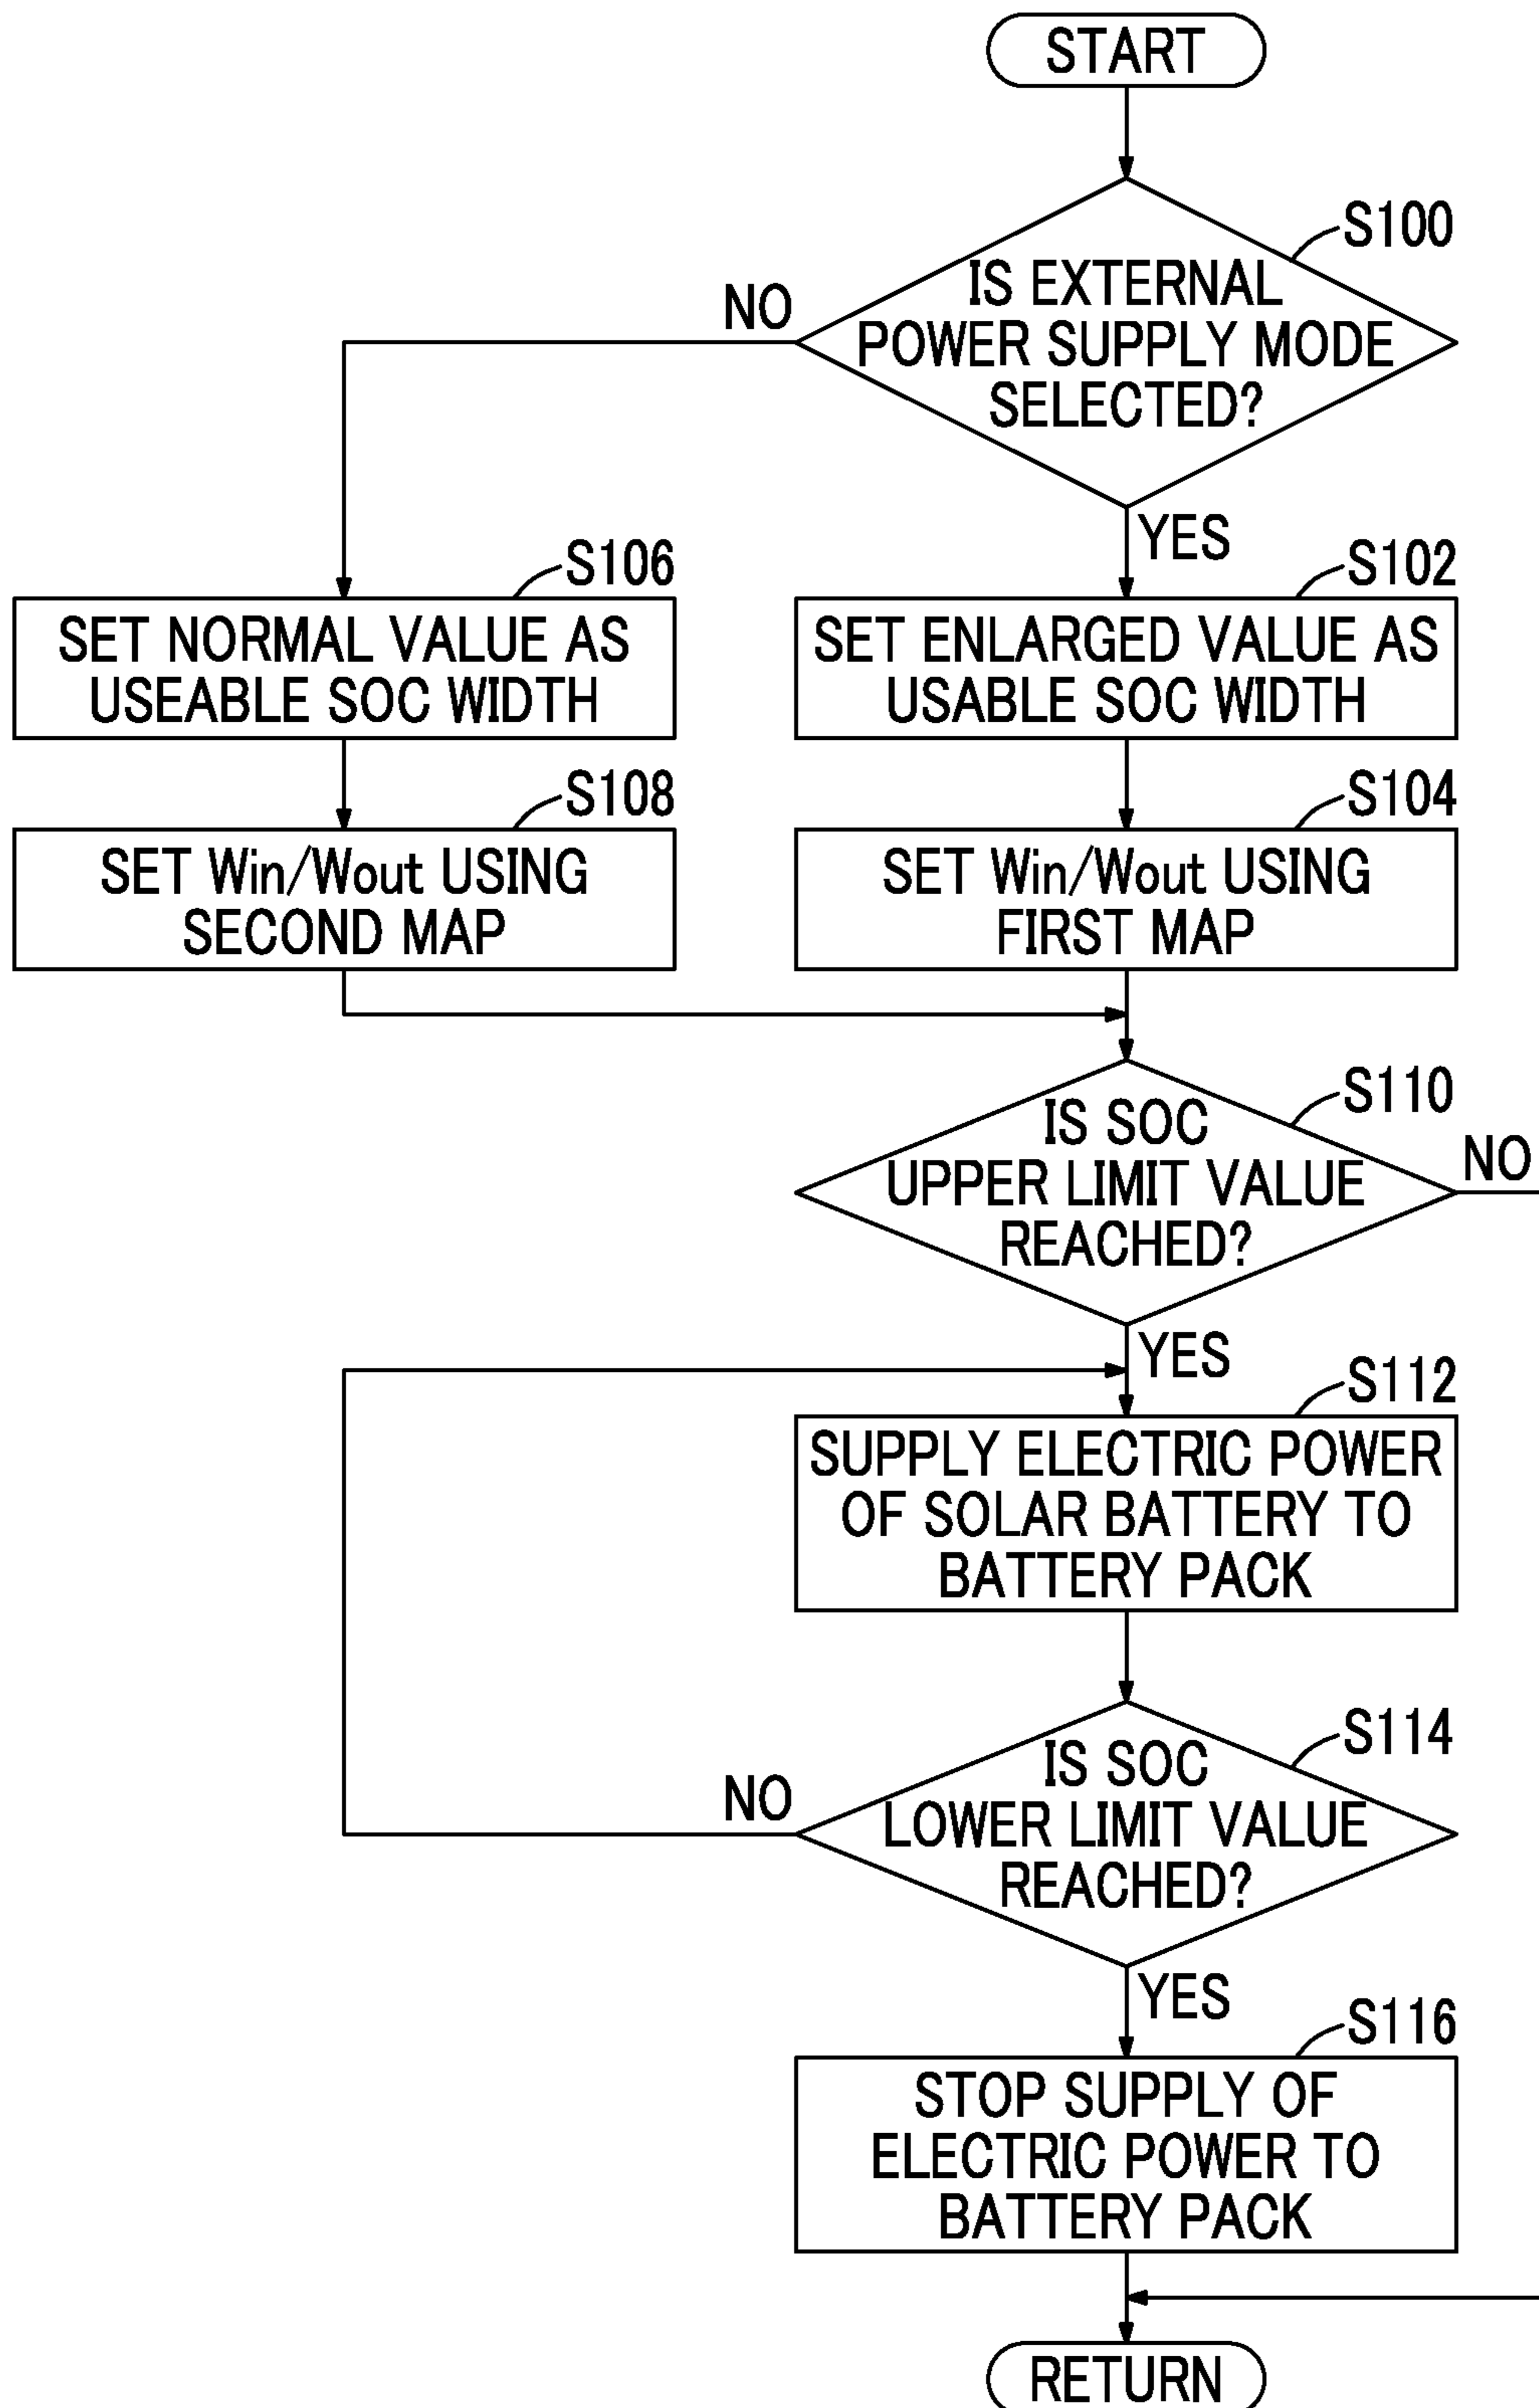 START
S100
IS EXTERNAL
POWER SUPPLY MODE
SELECTED?
NO
YES
S106
SET NORMAL VALUE AS
USEABLE SOC WIDTH
S102
SET ENLARGED VALUE AS
USABLE SOC WIDTH
S108
SET Win/Wout USING
SECOND MAP
S104
SET Win/Wout USING
FIRST MAP
S110
IS SOC
UPPER LIMIT VALUE
REACHED?
NO
YES
S112
SUPPLY ELECTRIC POWER
OF SOLAR BATTERY TO
BATTERY PACK
S114
IS SOC
LOWER LIMIT VALUE
REACHED?
NO
YES
S116
STOP SUPPLY OF
ELECTRIC POWER TO
BATTERY PACK
RETURN